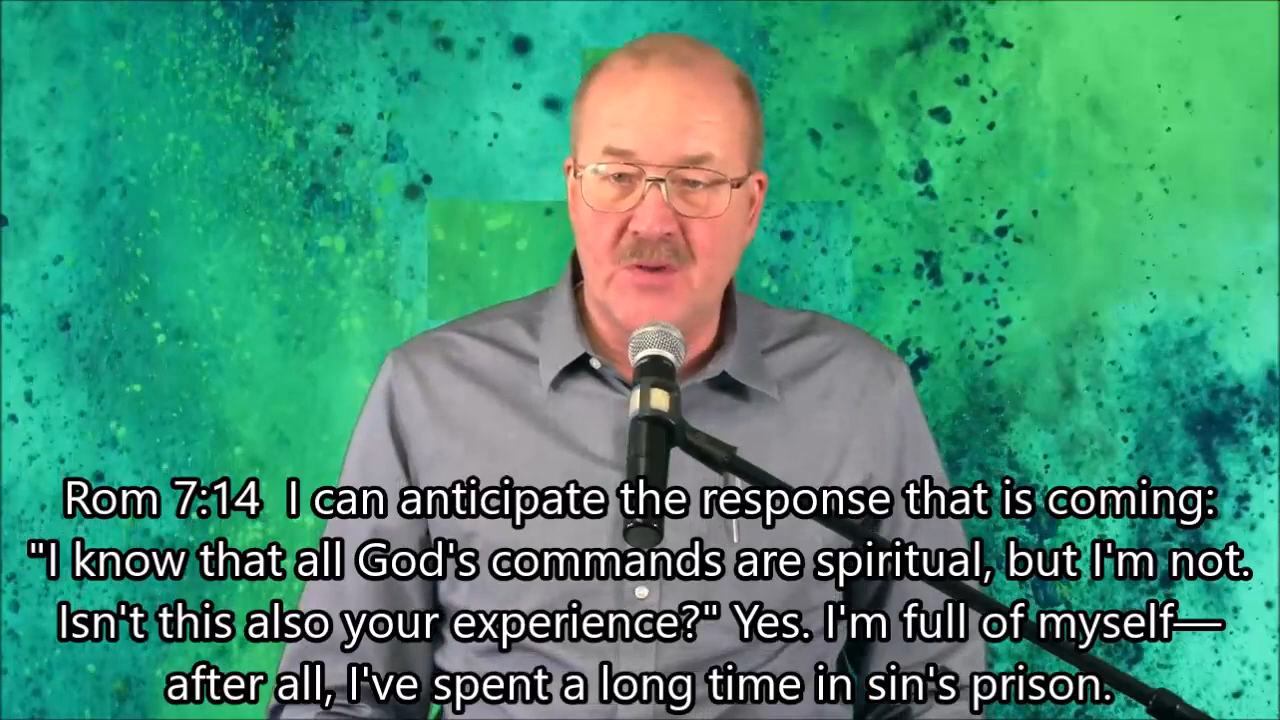 Rom 7:14  I can anticipate the response that is coming:
"I know that all God's commands are spiritual, but I'm not.
Isn't this also your experience?" Yes. I'm full of myself—
after all, I've spent a long time in sin's prison.